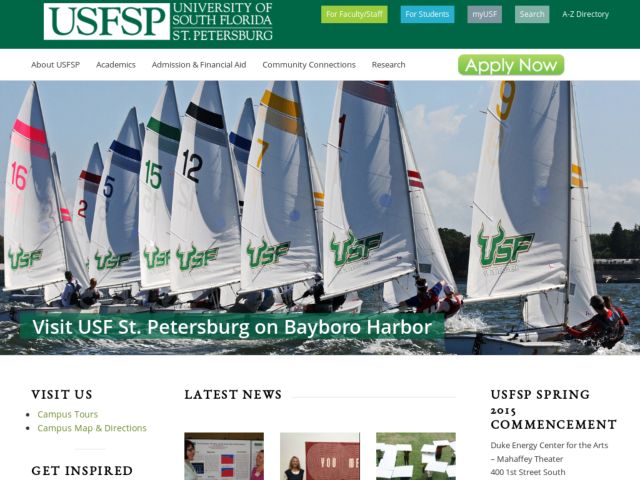 USFSP
UNIVERSITY OF
SOUTH FLORIDA
ST. PETERSBURG
For Faculty/Staff
For Students
myUSF
Search
A-Z Directory
About USFSP
Academics
Admission & Financial Aid
Community Connections
Research
Apply Now
16
2
5
15
12
7
1
9
USF
USF
USF
USF
USF
USF
USF
ST. PETERSBURG
Visit USF St. Petersburg on Bayboro Harbor
VISIT US
Campus Tours
Campus Map & Directions
GET INSPIRED
LATEST NEWS
YOU ME
USFSP SPRING
2015
COMMENCEMENT
Duke Energy Center for the Arts
– Mahaffey Theater
400 1st Street South